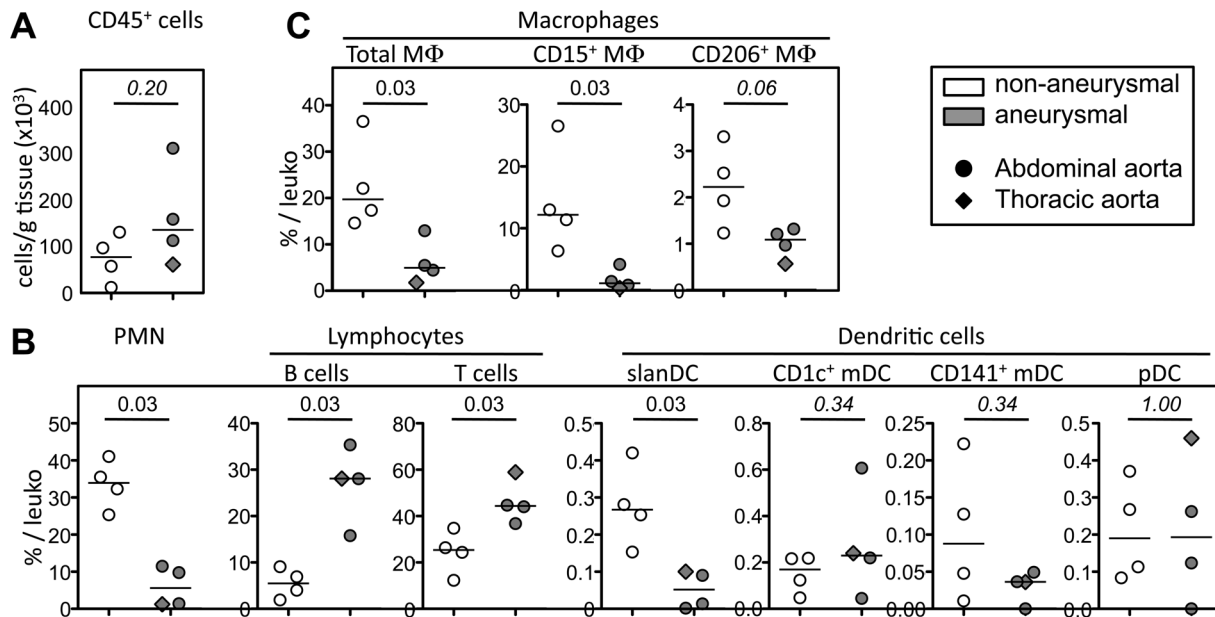 A
CD45⁺ cells
0.20
400
300
200
100
0
cells/g tissue (x10³)
C
Macrophages
Total MΦ
CD15⁺ MΦ
CD206⁺ MΦ
0.03
0.03
0.06
% / leuko
40
30
20
10
0
30
20
10
0
4
3
2
1
0
non-aneurysmal
aneurysmal
Abdominal aorta
Thoracic aorta
B
PMN
Lymphocytes
Dendritic cells
B cells
T cells
slanDC
CD1c⁺ mDC
CD141⁺ mDC
pDC
0.03
0.03
0.03
0.03
0.34
0.34
1.00
% / leuko
50
40
30
20
10
0
40
30
20
10
0
80
60
40
20
0
0.5
0.4
0.3
0.2
0.1
0.0
0.8
0.6
0.4
0.2
0.0
0.25
0.20
0.15
0.10
0.05
0.00
0.5
0.4
0.3
0.2
0.1
0.0